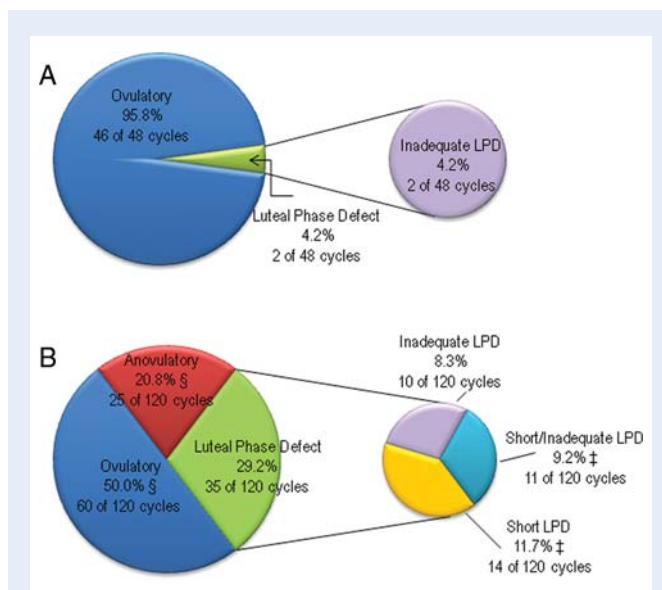 A
Ovulatory
95.8%
46 of 48 cycles
Inadequate LPD
4.2%
2 of 48 cycles
Luteal Phase Defect
4.2%
2 of 48 cycles
B
Anovulatory
20.8% §
25 of 120 cycles
Luteal Phase Defect
29.2%
35 of 120 cycles
Ovulatory
50.0% §
60 of 120 cycles
Inadequate LPD
8.3%
10 of 120 cycles
Short/Inadequate LPD
9.2% ‡
11 of 120 cycles
Short LPD
11.7% ‡
14 of 120 cycles